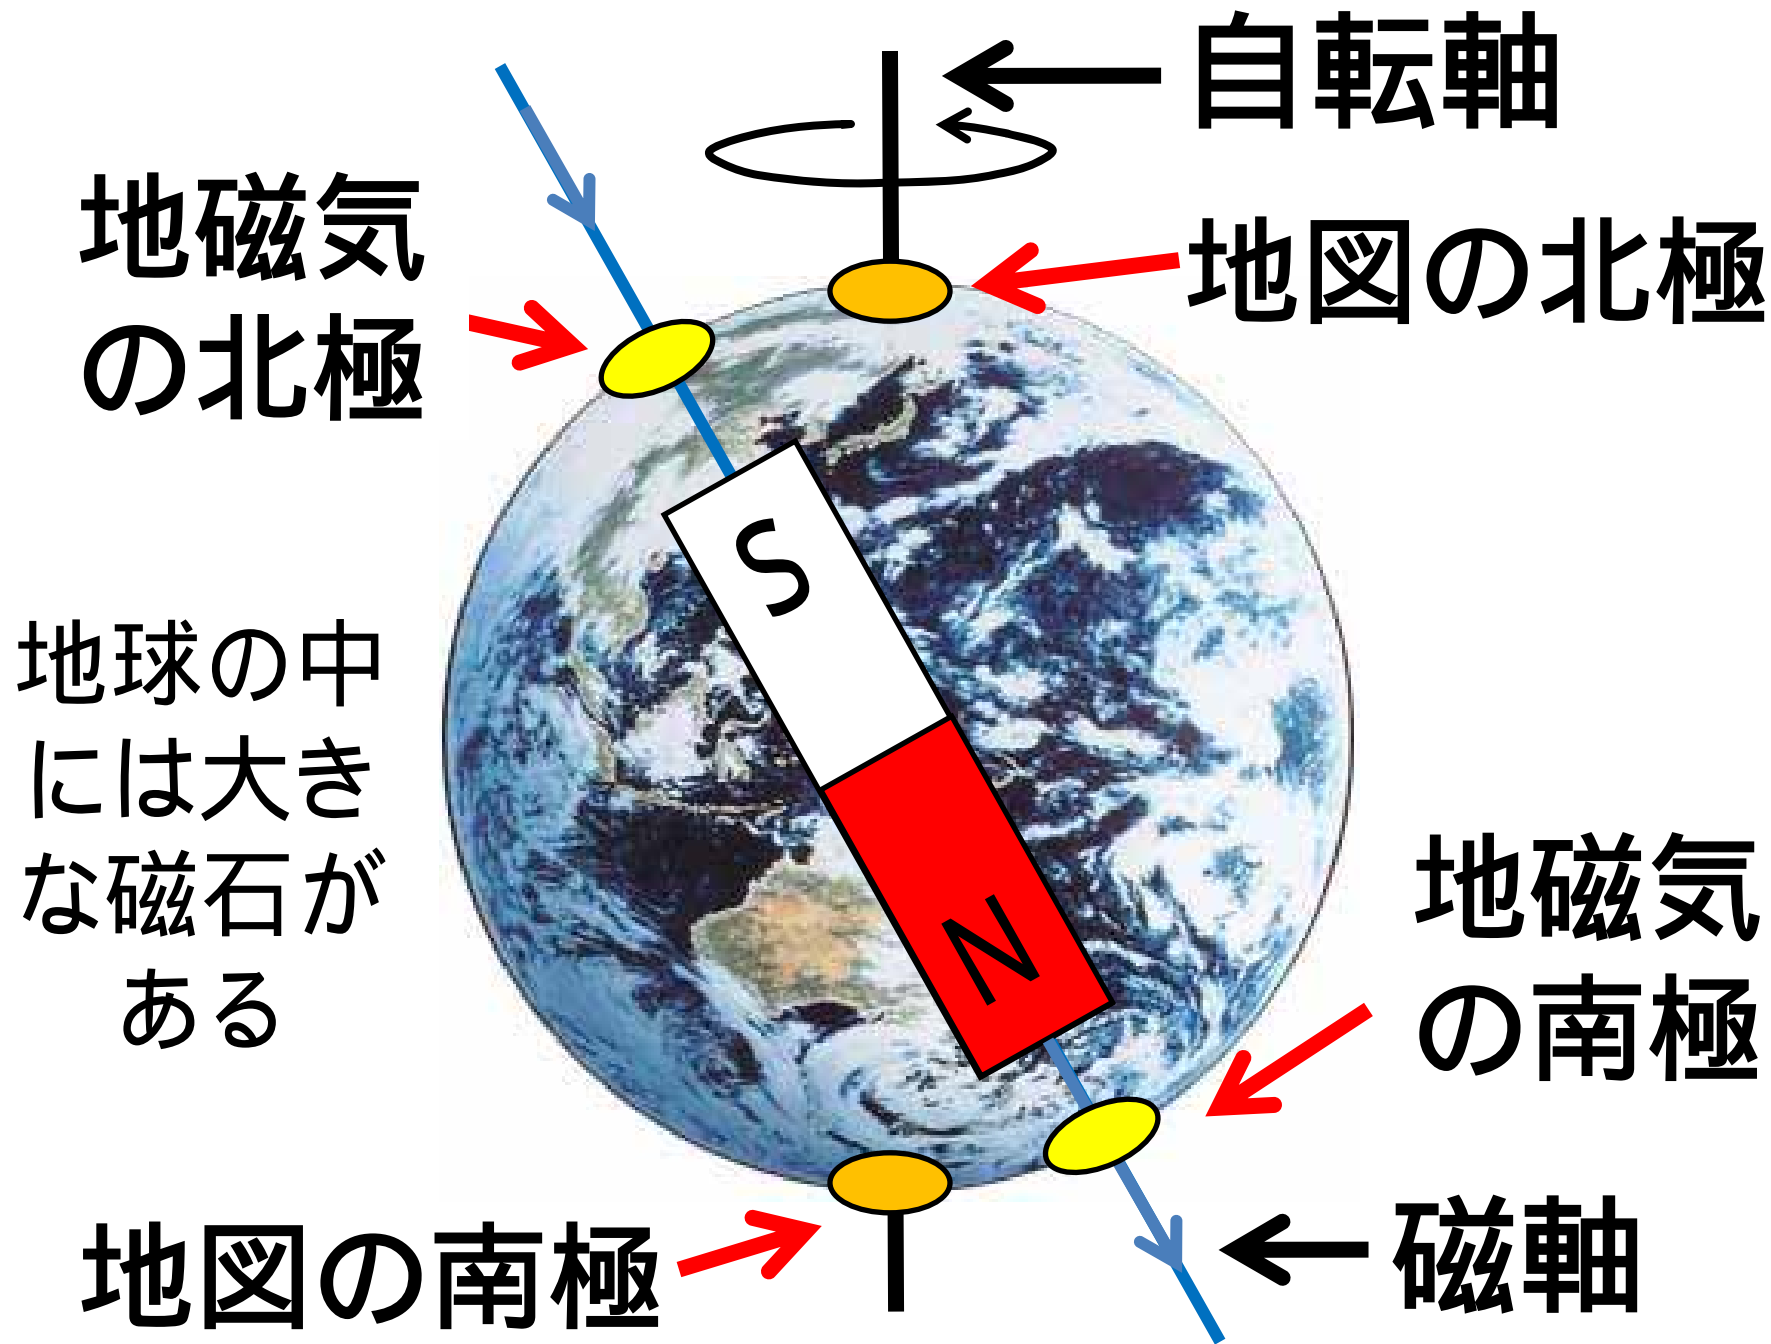 自転軸
地磁気
の北極
地図の北極
S
地球の中
には大き
な磁石が
ある
N
地磁気
の南極
地図の南極
磁軸